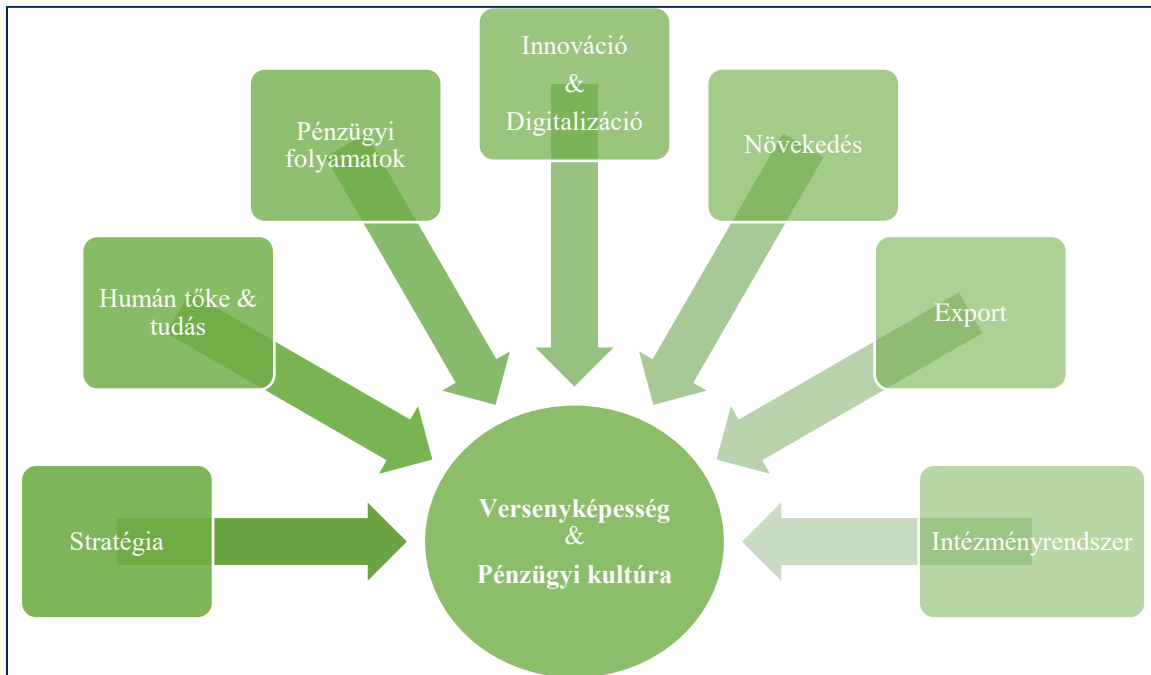 Innováció
&
Digitalizáció
Pénzügyi
folyamatok
Növekedés
Humán tőke &
tudás
Export
Stratégia
Versenyképesség
&
Pénzügyi kultúra
Intézményrendszer